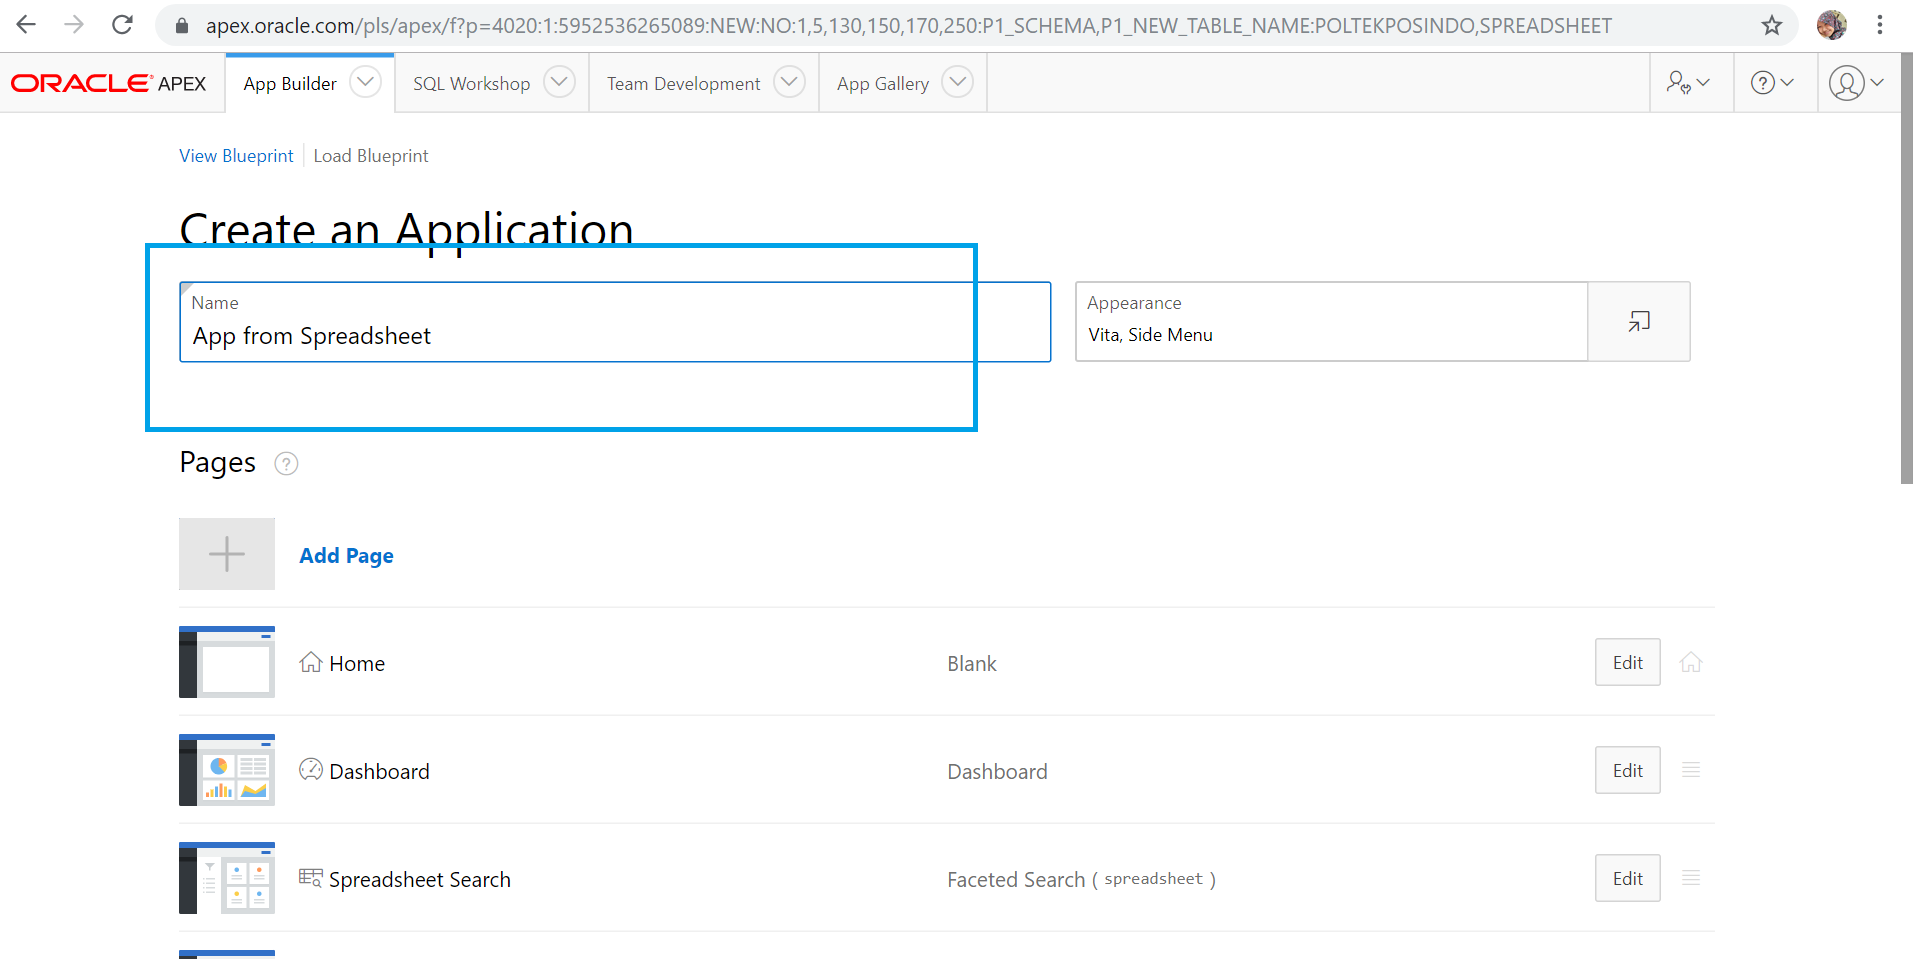 apex.oracle.com/pls/apex/f?p=4020:1:5952536265089:NEW:NO:1,5,130,150,170,250:P1_SCHEMA,P1_NEW_TABLE_NAME:POLTEKPOSINDO,SPREADSHEET
ORACLE APEX App Builder SQL Workshop Team Development App Gallery
View Blueprint Load Blueprint
Create an Application
Name
App from Spreadsheet
Appearance
Vita, Side Menu
Pages ?
Add Page
Home Blank Edit
Dashboard Dashboard Edit
Spreadsheet Search Faceted Search ( spreadsheet ) Edit